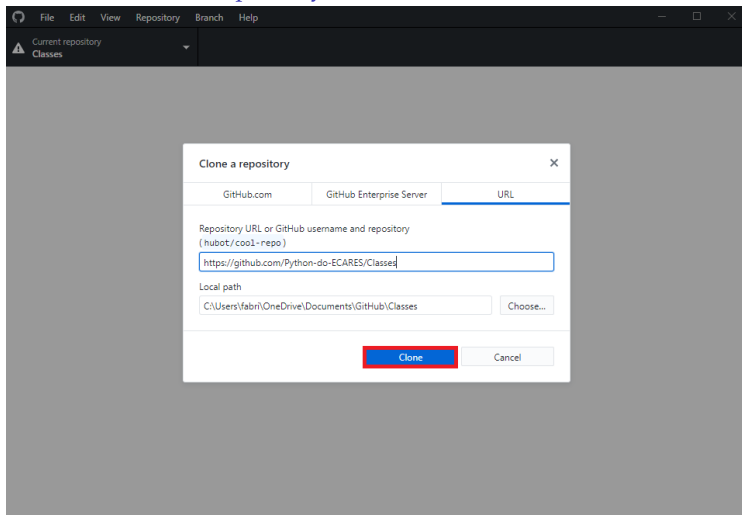 File Edit View Repository Branch Help
Current repository
Classes
Clone a repository
GitHub.com GitHub Enterprise Server URL
Repository URL or GitHub username and repository
(hubot/cool-repo)
https://github.com/Python-do-ECARES/Classes
Local path
C:\Users\fabri\OneDrive\Documents\GitHub\Classes Choose...
Clone Cancel